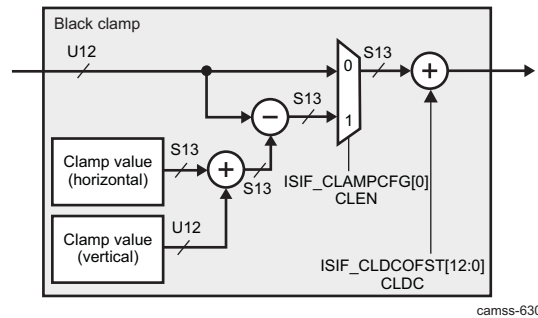 Black clamp
U12
S13
0
+
S13
−
1
Clamp value
(horizontal)
S13
+
S13
ISIF_CLAMPCFG[0]
CLEN
Clamp value
(vertical)
U12
ISIF_CLDCOFST[12:0]
CLDC
camss-630